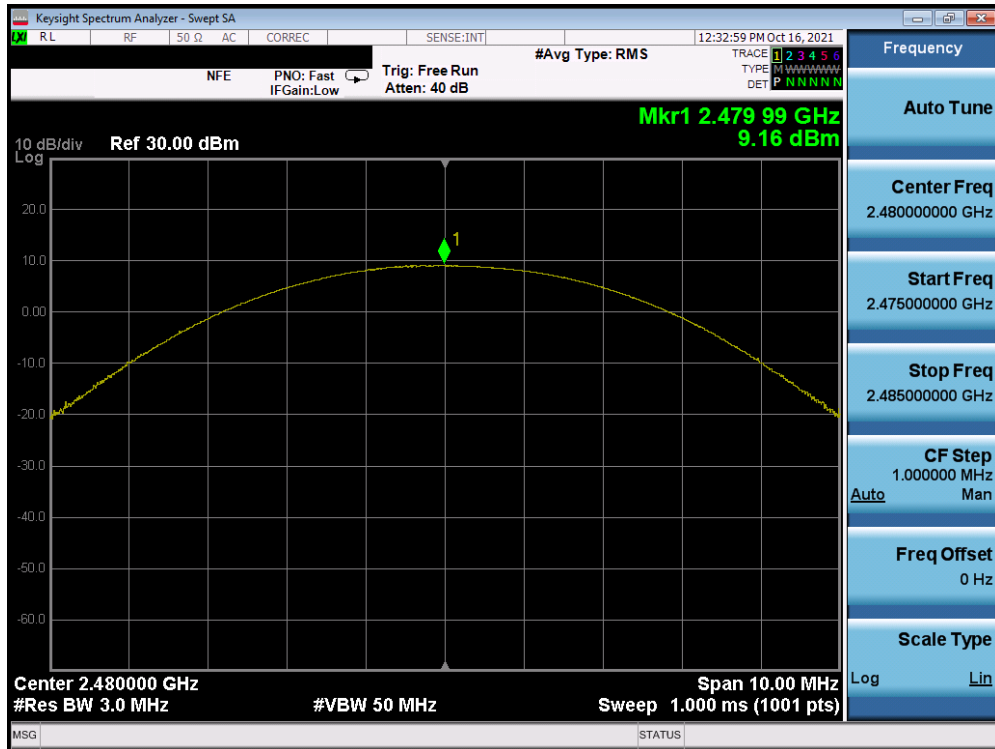 Keysight Spectrum Analyzer - Swept SA
LXI RL RF 50 Ω AC CORREC SENSE:INT 12:32:59 PM Oct 16, 2021
#Avg Type: RMS TRACE 1 2 3 4 5 6
NFE PNO: Fast Trig: Free Run TYPE M WWWWW
IFGain:Low Atten: 40 dB DET P N N N N N
Mkr1 2.479 99 GHz
9.16 dBm
10 dB/div Ref 30.00 dBm
Log
1
20.0
10.0
0.00
-10.0
-20.0
-30.0
-40.0
-50.0
-60.0
Center 2.480000 GHz Span 10.00 MHz
#Res BW 3.0 MHz #VBW 50 MHz Sweep 1.000 ms (1001 pts)
MSG STATUS
Frequency
Auto Tune
Center Freq
2.480000000 GHz
Start Freq
2.475000000 GHz
Stop Freq
2.485000000 GHz
CF Step
1.000000 MHz
Auto Man
Freq Offset
0 Hz
Scale Type
Log Lin